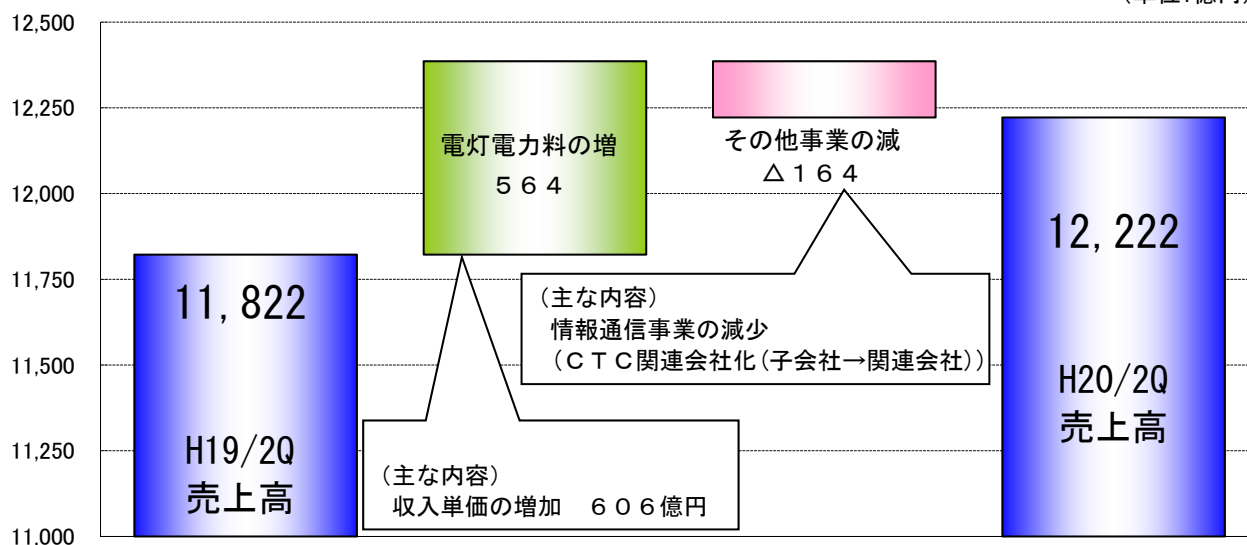 (単位:億円)
12,500
12,250
12,000
11,750
11,500
11,250
11,000
電灯電力料の増
５６４
その他事業の減
△１６４
11,822
H19/2Q
売上高
12,222
H20/2Q
売上高
（主な内容）
情報通信事業の減少
（ＣＴＣ関連会社化（子会社→関連会社））
（主な内容）
収入単価の増加　６０６億円